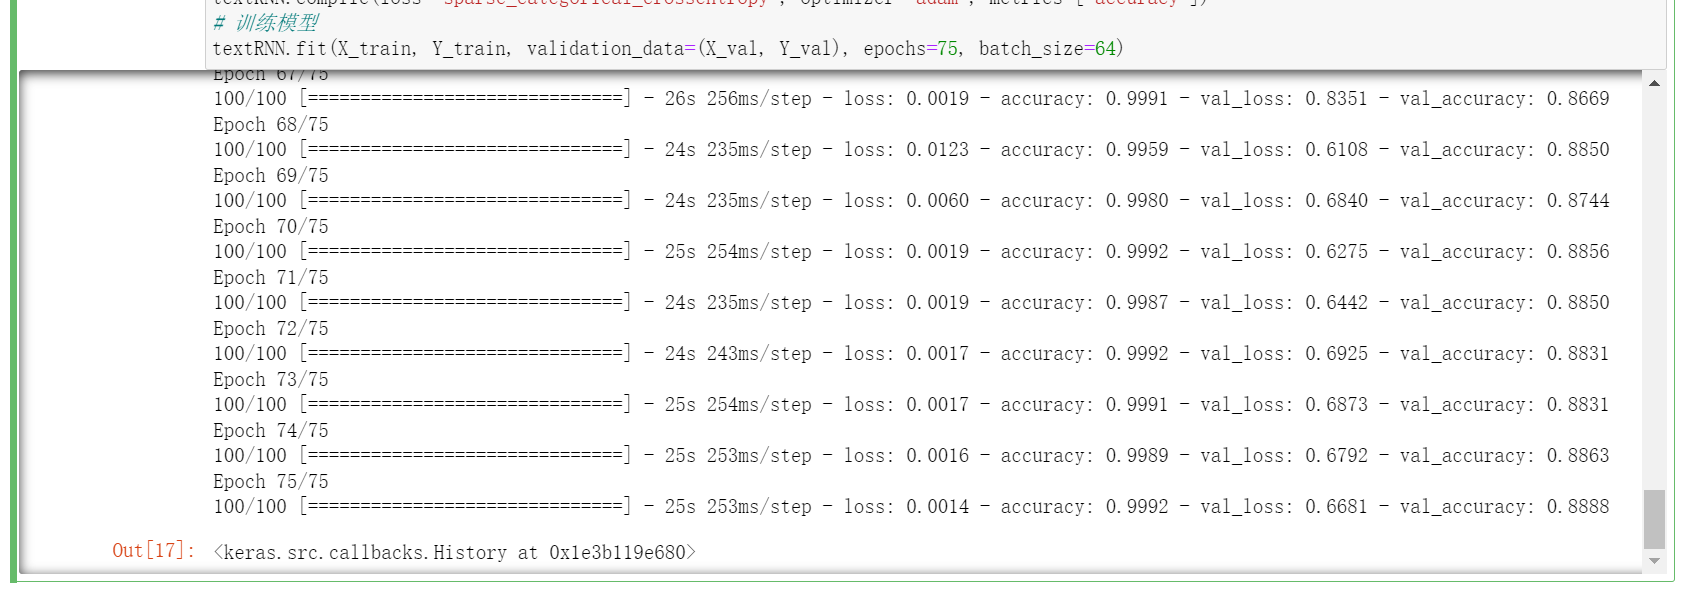 textRNN.compile(loss='sparse_categorical_crossentropy', optimizer='adam', metrics=['accuracy'])
# 训练模型
textRNN.fit(X_train, Y_train, validation_data=(X_val, Y_val), epochs=75, batch_size=64)
Epoch 67/75
100/100 [==============================] - 26s 256ms/step - loss: 0.0019 - accuracy: 0.9991 - val_loss: 0.8351 - val_accuracy: 0.8669
Epoch 68/75
100/100 [==============================] - 24s 235ms/step - loss: 0.0123 - accuracy: 0.9959 - val_loss: 0.6108 - val_accuracy: 0.8850
Epoch 69/75
100/100 [==============================] - 24s 235ms/step - loss: 0.0060 - accuracy: 0.9980 - val_loss: 0.6840 - val_accuracy: 0.8744
Epoch 70/75
100/100 [==============================] - 25s 254ms/step - loss: 0.0019 - accuracy: 0.9992 - val_loss: 0.6275 - val_accuracy: 0.8856
Epoch 71/75
100/100 [==============================] - 24s 235ms/step - loss: 0.0019 - accuracy: 0.9987 - val_loss: 0.6442 - val_accuracy: 0.8850
Epoch 72/75
100/100 [==============================] - 24s 243ms/step - loss: 0.0017 - accuracy: 0.9992 - val_loss: 0.6925 - val_accuracy: 0.8831
Epoch 73/75
100/100 [==============================] - 25s 254ms/step - loss: 0.0017 - accuracy: 0.9991 - val_loss: 0.6873 - val_accuracy: 0.8831
Epoch 74/75
100/100 [==============================] - 25s 253ms/step - loss: 0.0016 - accuracy: 0.9989 - val_loss: 0.6792 - val_accuracy: 0.8863
Epoch 75/75
100/100 [==============================] - 25s 253ms/step - loss: 0.0014 - accuracy: 0.9992 - val_loss: 0.6681 - val_accuracy: 0.8888
Out[17]: <keras.src.callbacks.History at 0x1e3b119e680>